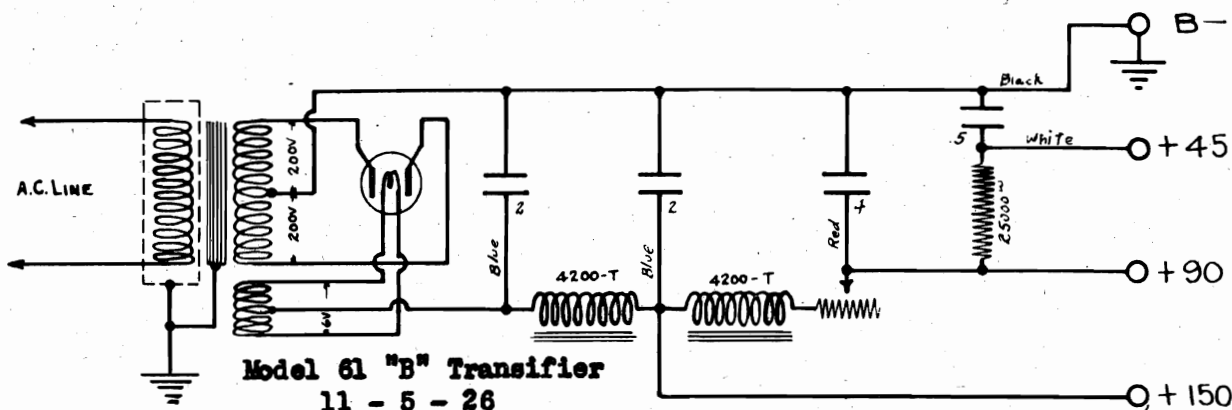 B-
Black
.5
White
+45
A.C. LINE
200V
200V
2
2
4
25000~
Blue
Blue
Red
4200-T
4200-T
+90
6V
Model 61 "B" Transifier
11 - 5 - 26
+150